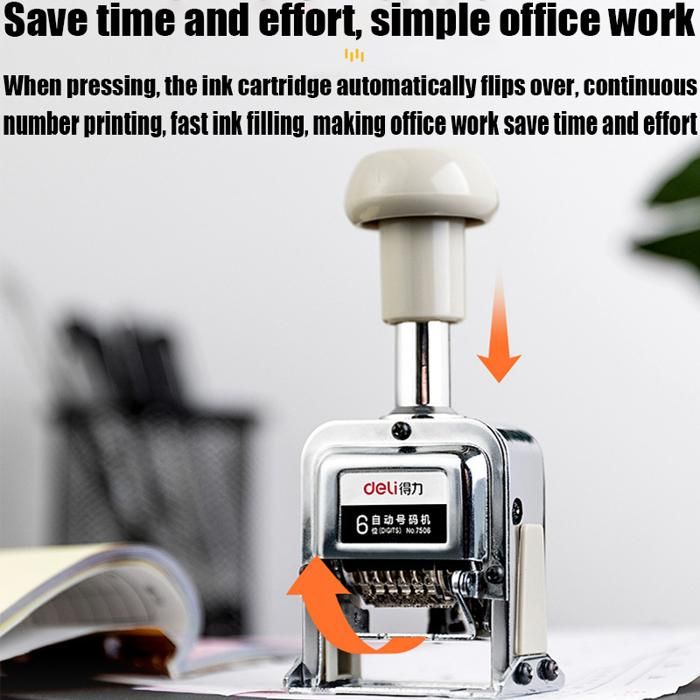 Save time and effort, simple office work
When pressing, the ink cartridge automatically flips over, continuous
number printing, fast ink filling, making office work save time and effort
deli得力
6位 自动号码机
(DIGITS) No.7506